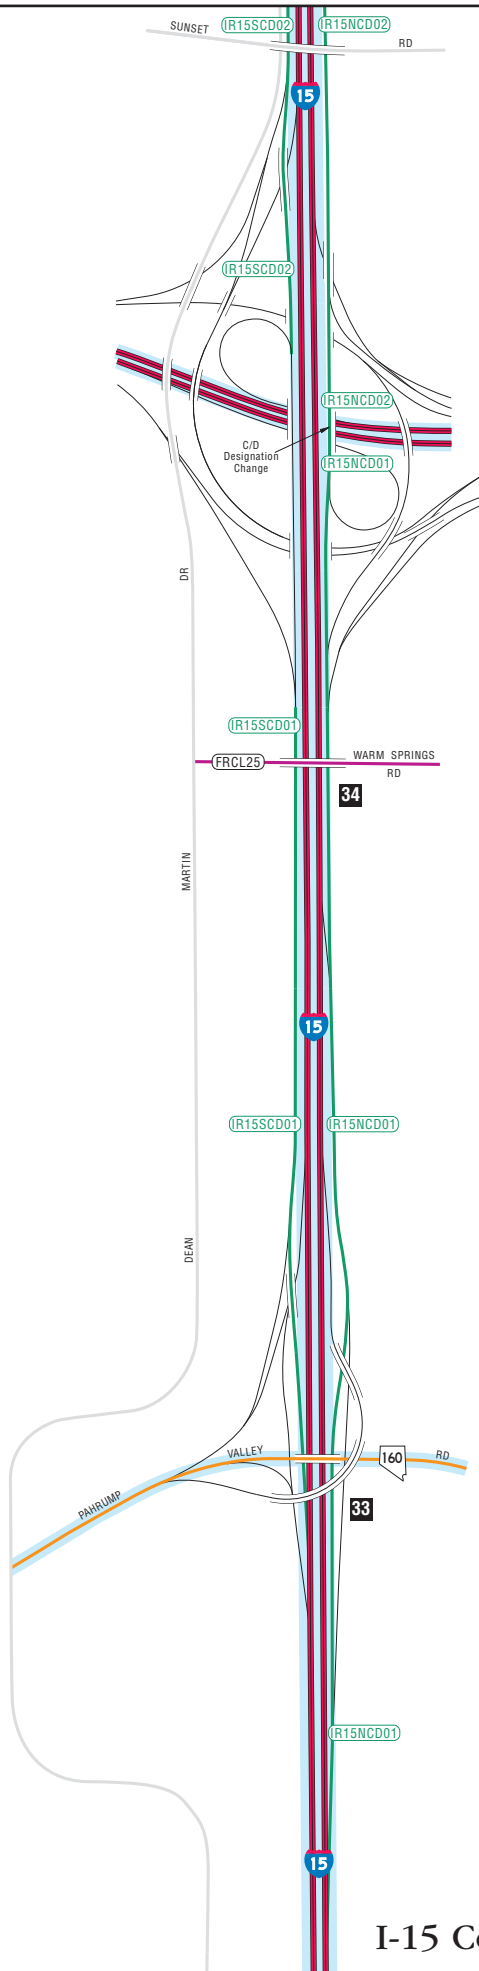 SUNSET
IR15SCD02
IR15NCD02
RD
15
IR15SCD02
IR15NCD02
C/D
Designation
Change
IR15NCD01
DR
IR15SCD01
FRCL25
WARM SPRINGS
RD
34
MARTIN
15
IR15SCD01
IR15NCD01
DEAN
VALLEY
160
RD
PAHRUMP
33
IR15NCD01
15
I-15